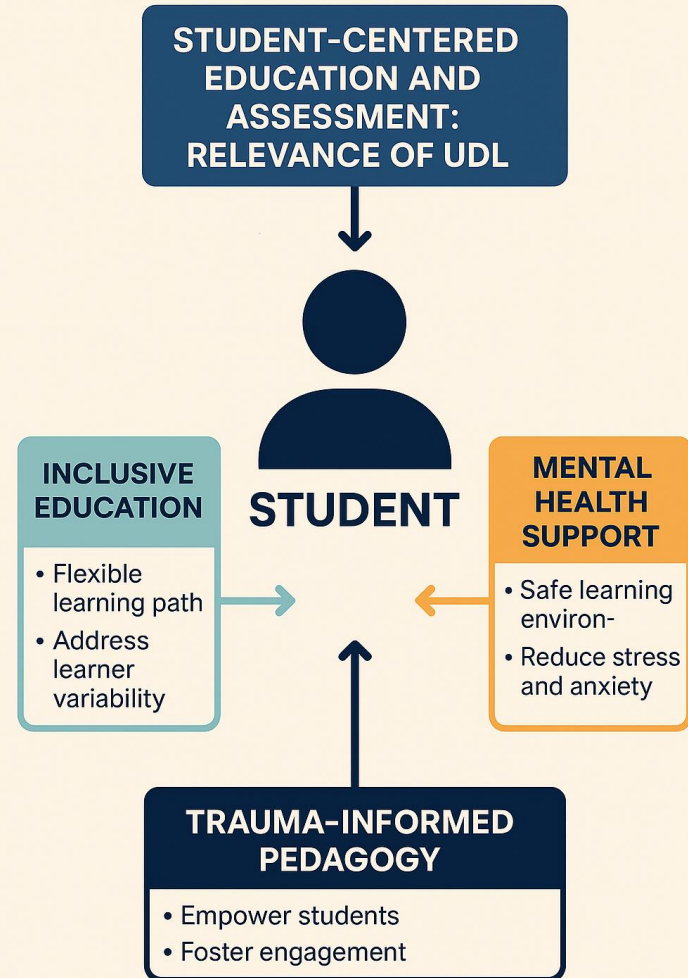 STUDENT-CENTERED
EDUCATION AND
ASSESSMENT:
RELEVANCE OF UDL
INCLUSIVE
EDUCATION
• Flexible
learning path
• Address
learner
variability
STUDENT
MENTAL
HEALTH
SUPPORT
• Safe learning
environ-
• Reduce stress
and anxiety
TRAUMA-INFORMED
PEDAGOGY
• Empower students
• Foster engagement